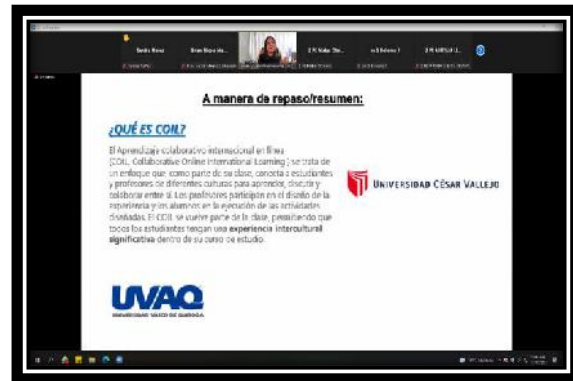 A manera de repaso/resumen:
¿QUÉ ES COIL?
El Aprendizaje colaborativo internacional en línea
(COIL, Collaborative Online International Learning) se trata de
un enfoque que, como parte de su clase, conecta a estudiantes
y profesores de diferentes culturas para aprender, discutir y
colaborar entre sí. Los profesores participan en el diseño de la
experiencia y los alumnos en la ejecución de las actividades
diseñadas. El COIL se vuelve parte de la clase, permitiendo que
todos los estudiantes tengan una experiencia intercultural
significativa dentro de su curso de estudio.
UNIVERSIDAD CÉSAR VALLEJO
UVAQ
UNIVERSIDAD VASCO DE QUIROGA